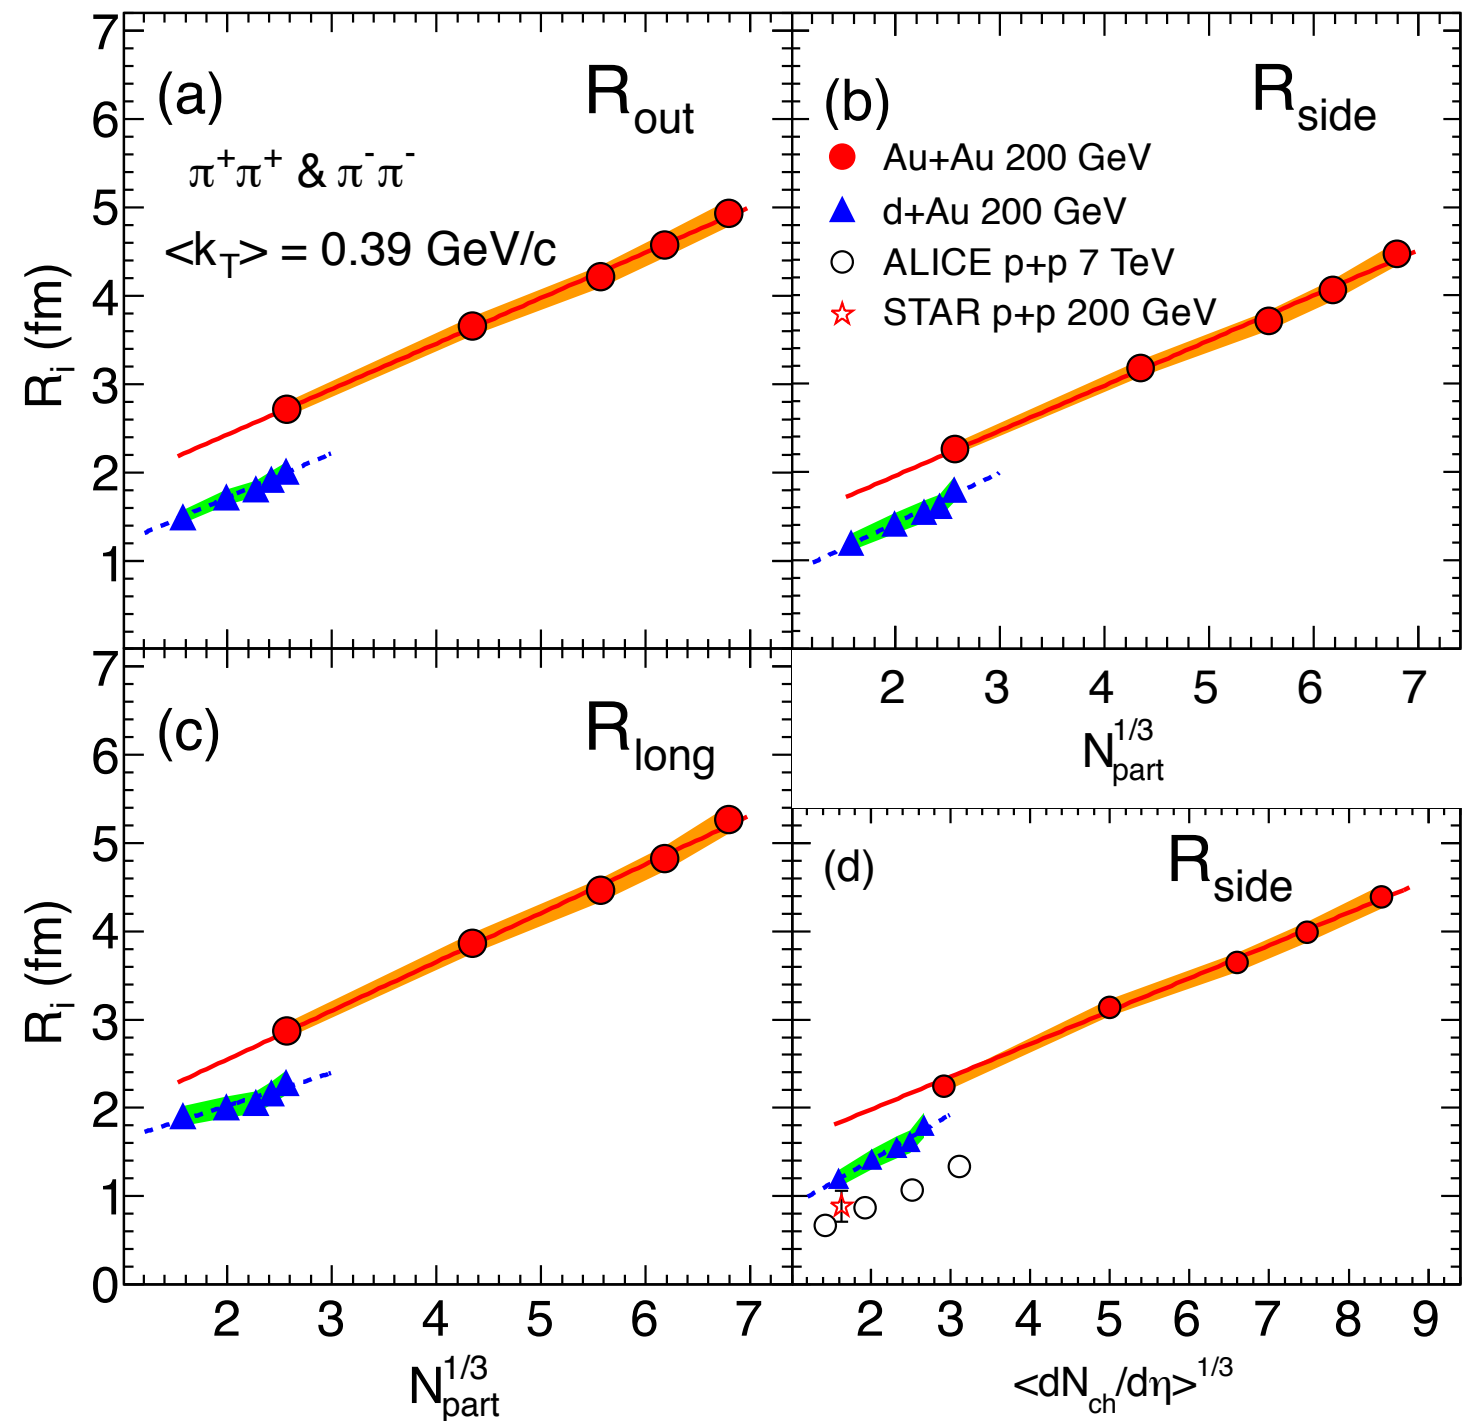 (a)
R_out
π⁺π⁺ & π⁻π⁻
<k_T> = 0.39 GeV/c
R_i (fm)
7
6
5
4
3
2
1
(b)
R_side
Au+Au 200 GeV
d+Au 200 GeV
ALICE p+p 7 TeV
STAR p+p 200 GeV
2 3 4 5 6 7
N_part^1/3
(c)
R_long
R_i (fm)
7
6
5
4
3
2
1
0
2 3 4 5 6 7
N_part^1/3
(d)
R_side
2 3 4 5 6 7 8 9
<dN_ch/dη>^1/3